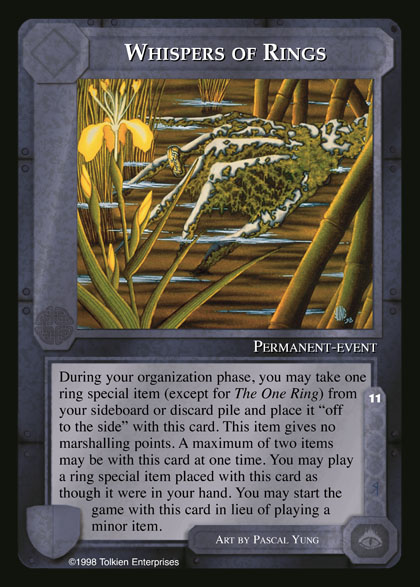 WHISPERS OF RINGS
PERMANENT-EVENT
During your organization phase, you may take one
ring special item (except for The One Ring) from
your sideboard or discard pile and place it “off
to the side” with this card. This item gives no
marshalling points. A maximum of two items
may be with this card at one time. You may play
a ring special item placed with this card as
though it were in your hand. You may start the
game with this card in lieu of playing a
minor item.
11
ART BY PASCAL YUNG
©1998 Tolkien Enterprises